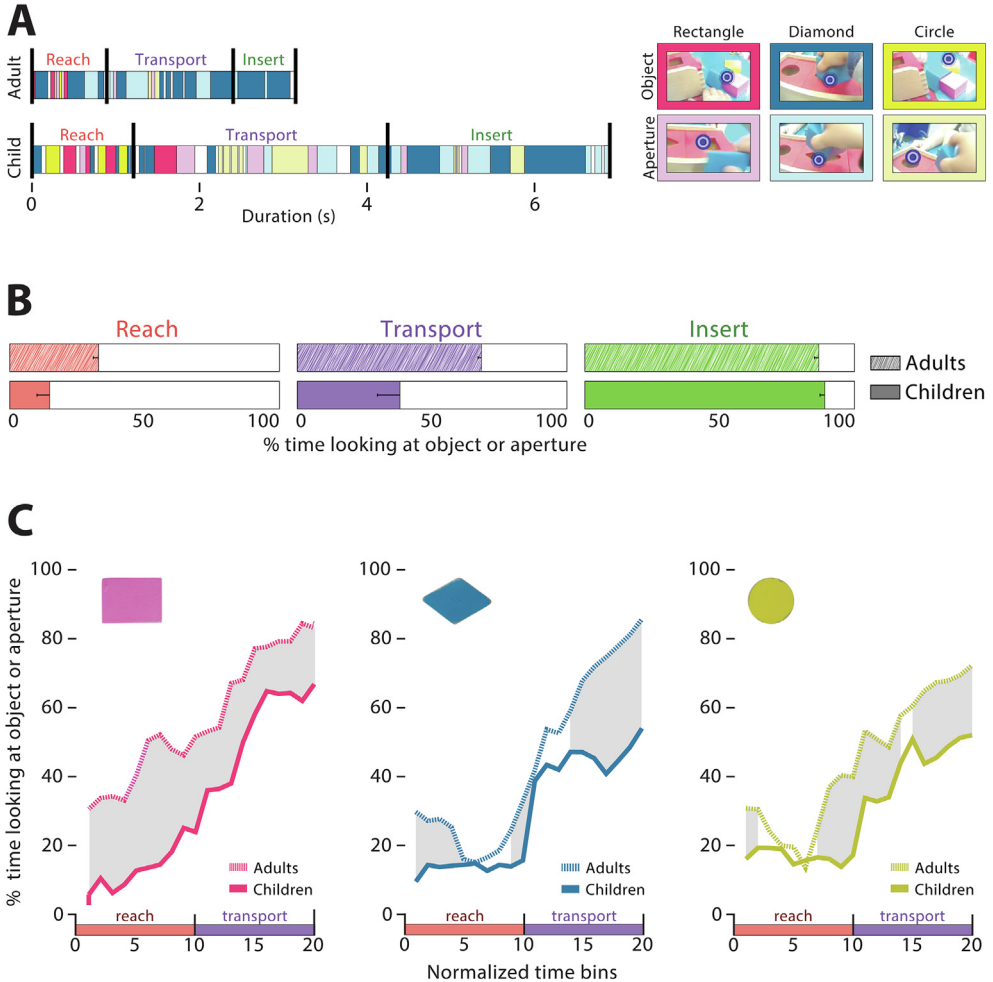 A
Adult
Reach
Transport
Insert
Child
Reach
Transport
Insert
0
2
4
6
Duration (s)
Rectangle
Diamond
Circle
Object
Aperture
B
Reach
Transport
Insert
Adults
Children
0 50 100
0 50 100
0 50 100
% time looking at object or aperture
C
% time looking at object or aperture
100
80
60
40
20
0
Adults
Children
reach
transport
0 5 10 15 20
100
80
60
40
20
0
Adults
Children
reach
transport
0 5 10 15 20
100
80
60
40
20
0
Adults
Children
reach
transport
0 5 10 15 20
Normalized time bins